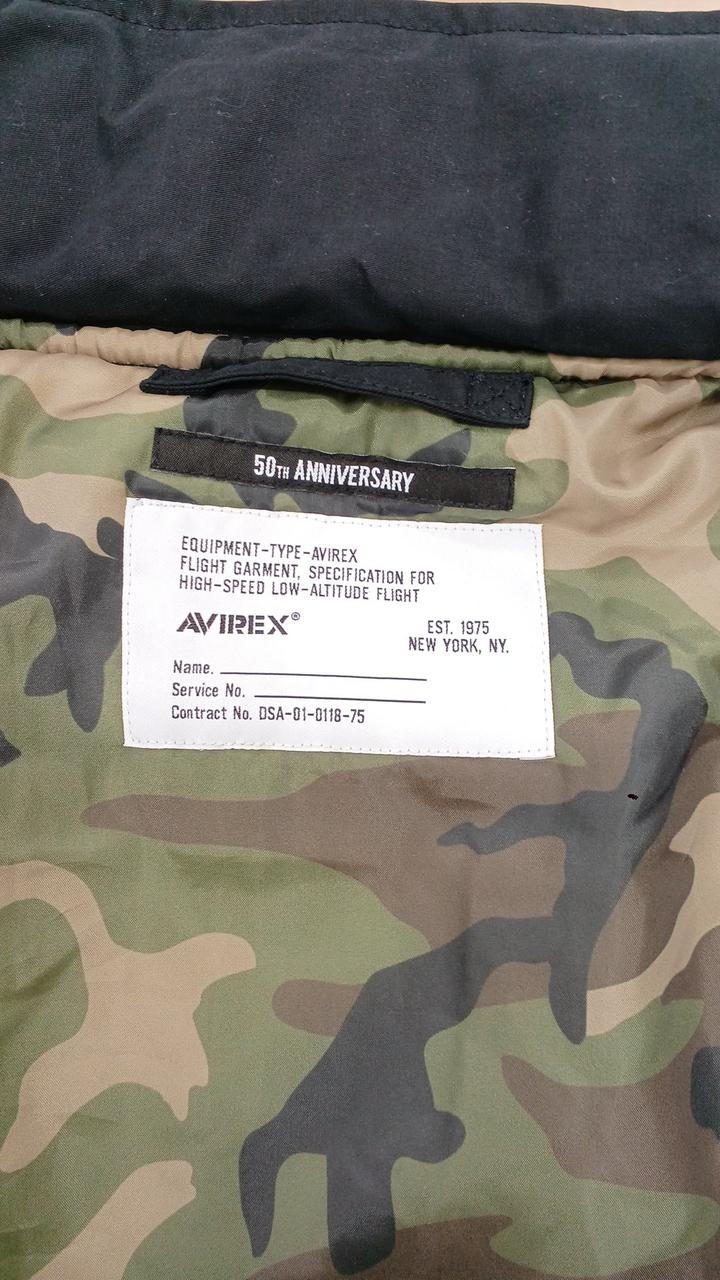 50TH ANNIVERSARY
EQUIPMENT-TYPE-AVIREX
FLIGHT GARMENT, SPECIFICATION FOR
HIGH-SPEED LOW-ALTITUDE FLIGHT
AVIREX®
EST. 1975
NEW YORK, NY.
Name.
Service No.
Contract No. DSA-01-0118-75